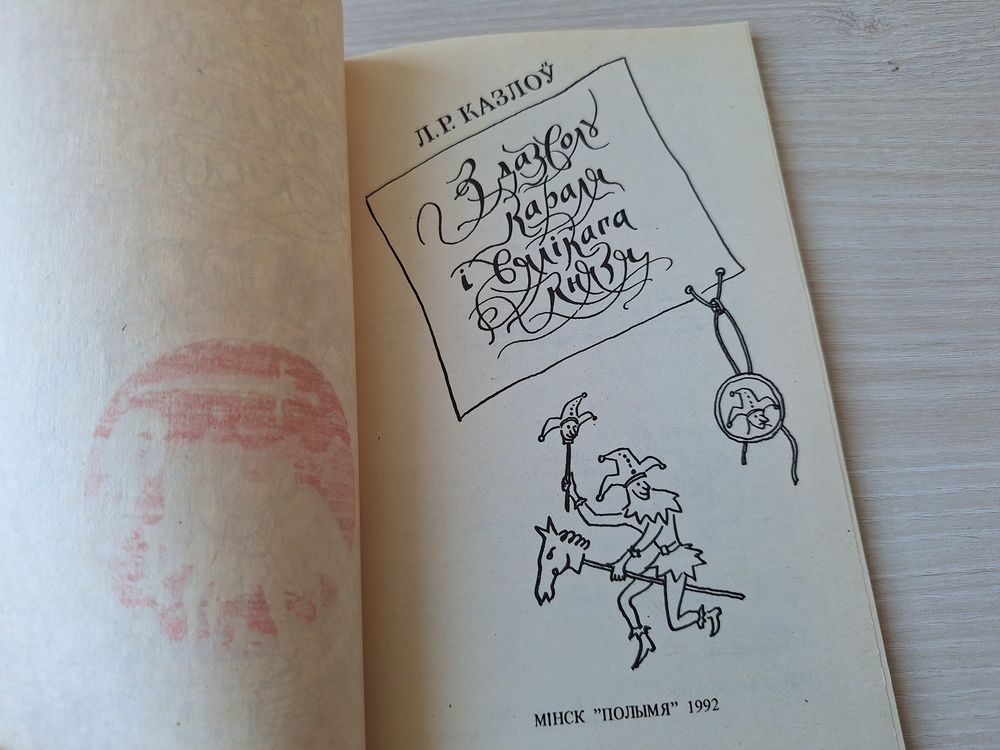 Л.Р. КАЗЛОЎ
З дазволу
караля
і вялікага
князя
МІНСК "ПОЛЫМЯ" 1992